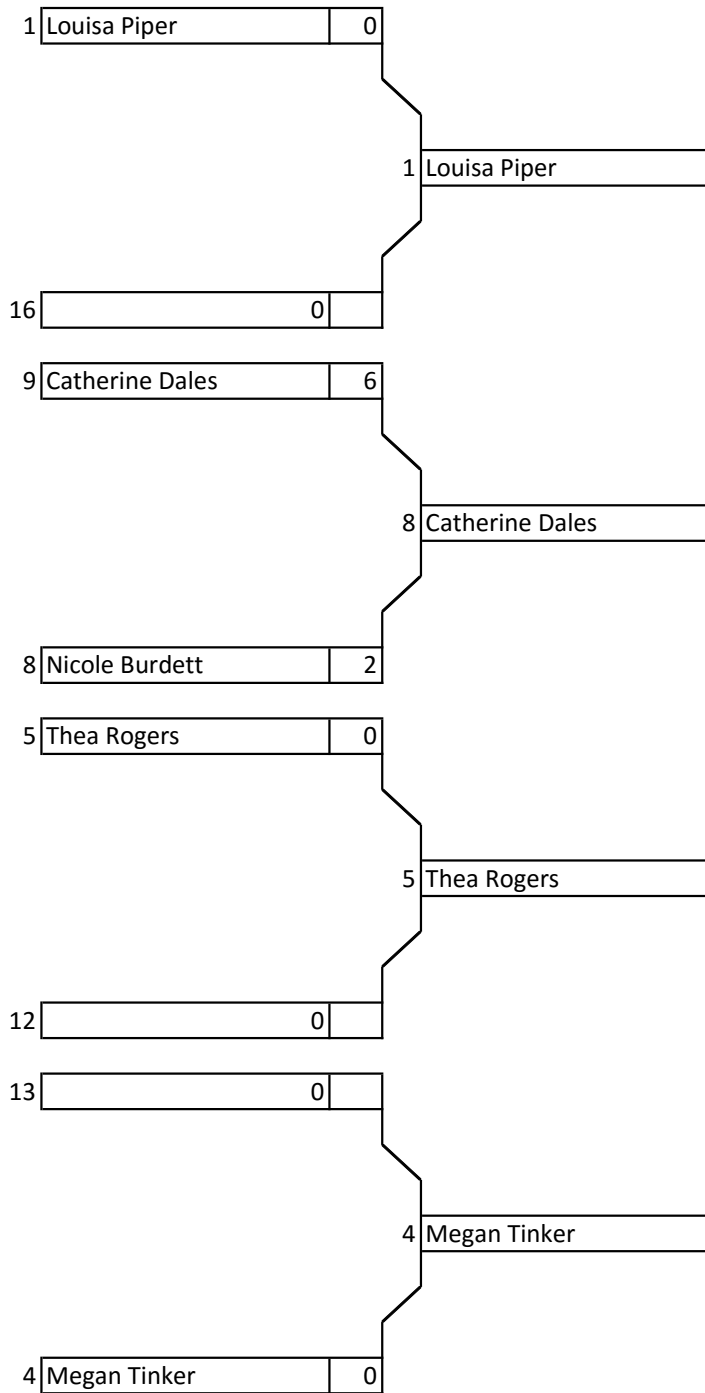 1 Louisa Piper 0
1 Louisa Piper
16 0
9 Catherine Dales 6
8 Catherine Dales
8 Nicole Burdett 2
5 Thea Rogers 0
5 Thea Rogers
12 0
13 0
4 Megan Tinker
4 Megan Tinker 0